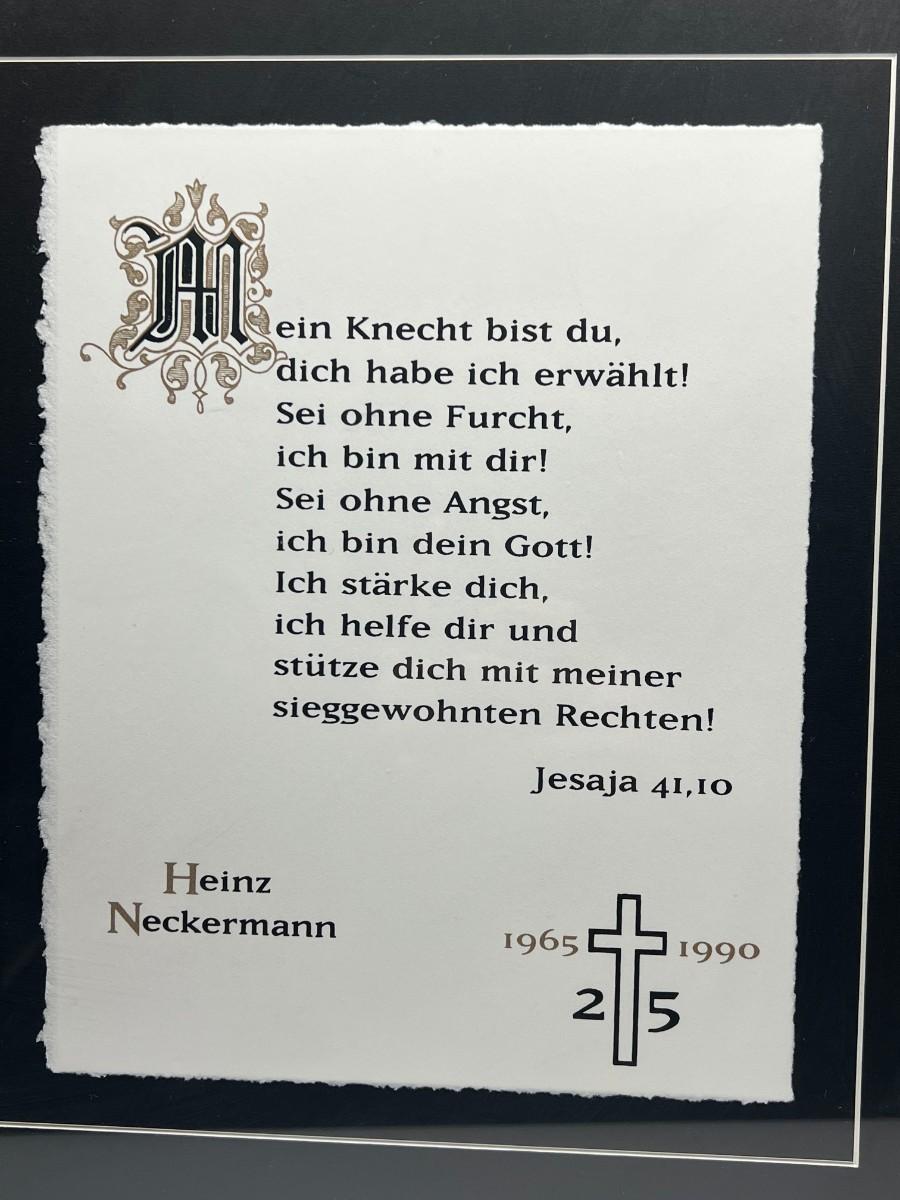 Mein Knecht bist du,
dich habe ich erwählt!
Sei ohne Furcht,
ich bin mit dir!
Sei ohne Angst,
ich bin dein Gott!
Ich stärke dich,
ich helfe dir und
stütze dich mit meiner
sieggewohnten Rechten!
Jesaja 41,10
Heinz
Neckermann
1965 1990
25